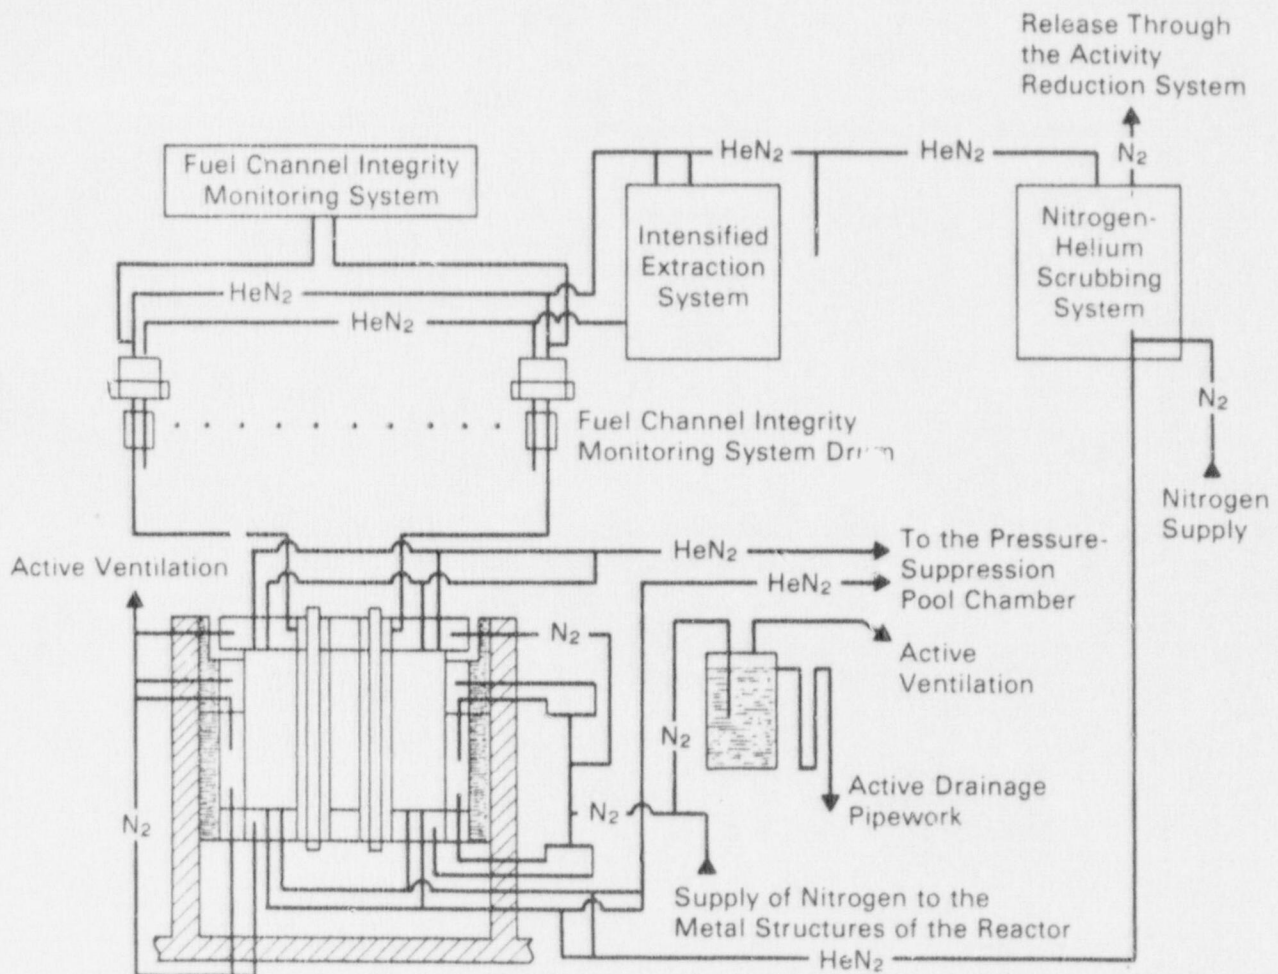 Release Through
the Activity
Reduction System
HeN₂
HeN₂
N₂
Fuel Channel Integrity
Monitoring System
Intensified
Extraction
System
Nitrogen-
Helium
Scrubbing
System
HeN₂
HeN₂
N₂
Fuel Channel Integrity
Monitoring System Drum
Nitrogen
Supply
Active Ventilation
HeN₂
To the Pressure-
Suppression
Pool Chamber
HeN₂
N₂
Active
Ventilation
N₂
Active Drainage
Pipework
N₂
N₂
Supply of Nitrogen to the
Metal Structures of the Reactor
HeN₂